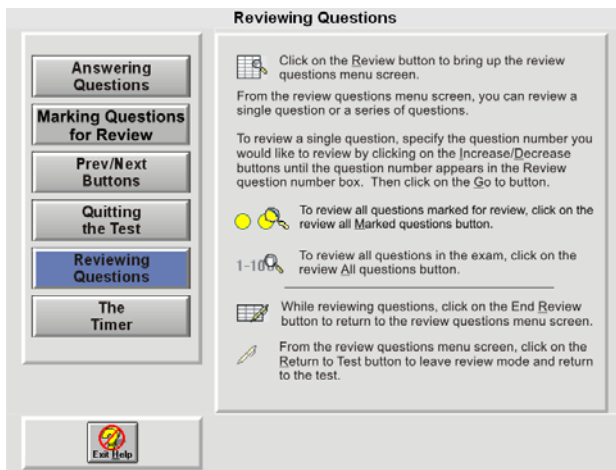 Reviewing Questions
Answering
Questions
Marking Questions
for Review
Prev/Next
Buttons
Quitting
the Test
Reviewing
Questions
The
Timer
Exit Help
Click on the Review button to bring up the review
questions menu screen.
From the review questions menu screen, you can review a
single question or a series of questions.
To review a single question, specify the question number you
would like to review by clicking on the Increase/Decrease
buttons until the question number appears in the Review
question number box. Then click on the Go to button.
To review all questions marked for review, click on the
review all Marked questions button.
1-100
To review all questions in the exam, click on the
review All questions button.
While reviewing questions, click on the End Review
button to return to the review questions menu screen.
From the review questions menu screen, click on the
Return to Test button to leave review mode and return
to the test.